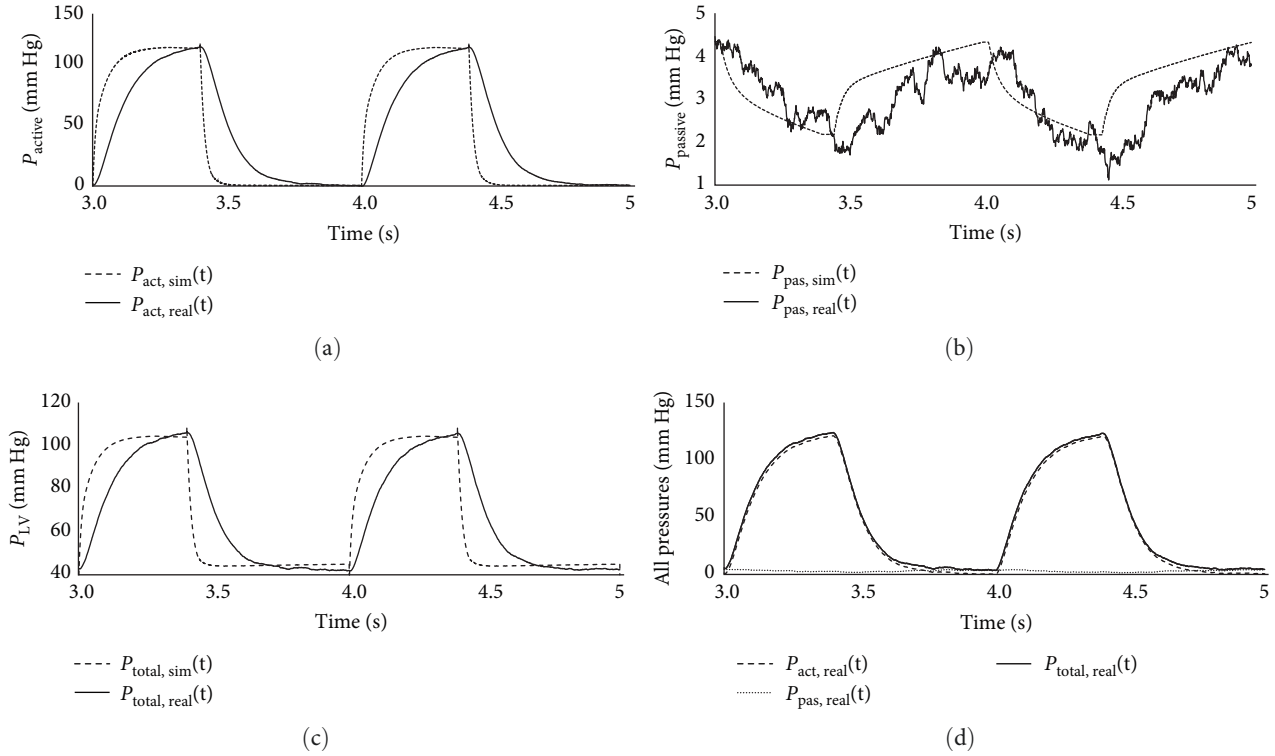 150
100
50
0
P_active (mm Hg)
3.0 3.5 4.0 4.5 5
Time (s)
P_act, sim(t)
P_act, real(t)
(a)
5
4
3
2
1
P_passive (mm Hg)
3.0 3.5 4.0 4.5 5
Time (s)
P_pas, sim(t)
P_pas, real(t)
(b)
120
100
80
60
40
40
P_LV (mm Hg)
3.0 3.5 4.0 4.5 5
Time (s)
P_total, sim(t)
P_total, real(t)
(c)
150
100
50
0
All pressures (mm Hg)
3.0 3.5 4.0 4.5 5
Time (s)
P_act, real(t)
P_pas, real(t)
P_total, real(t)
(d)